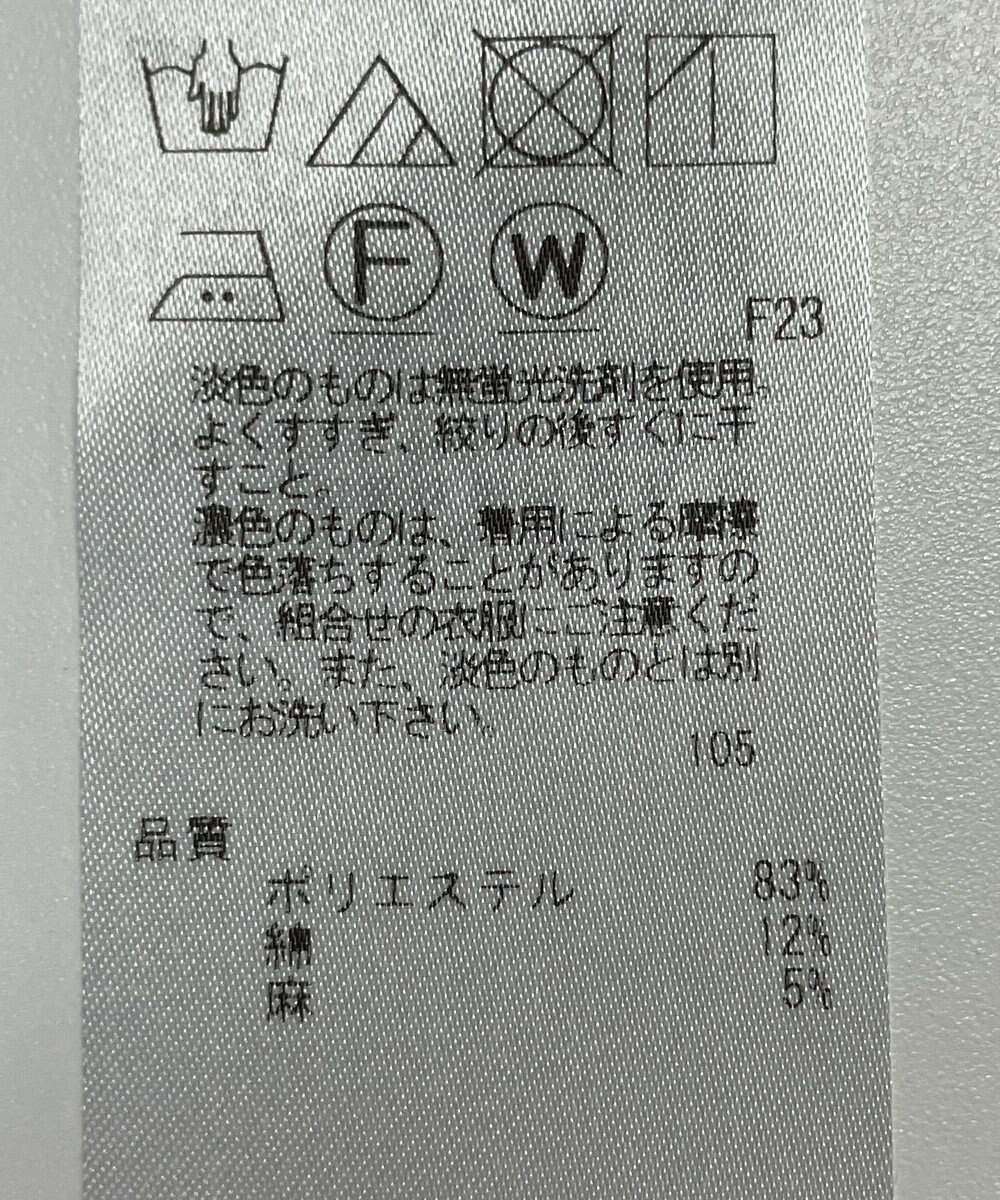 F
W
F23
淡色のものは無蛍光洗剤を使用。
よくすすぎ、絞りの後すぐに干
すこと。
濃色のものは、着用による摩擦
で色落ちすることがありますの
で、組合せの衣服にご注意くだ
さい。また、淡色のものとは別
にお洗い下さい。
105
品質
ポリエステル 83%
綿 12%
麻 5%